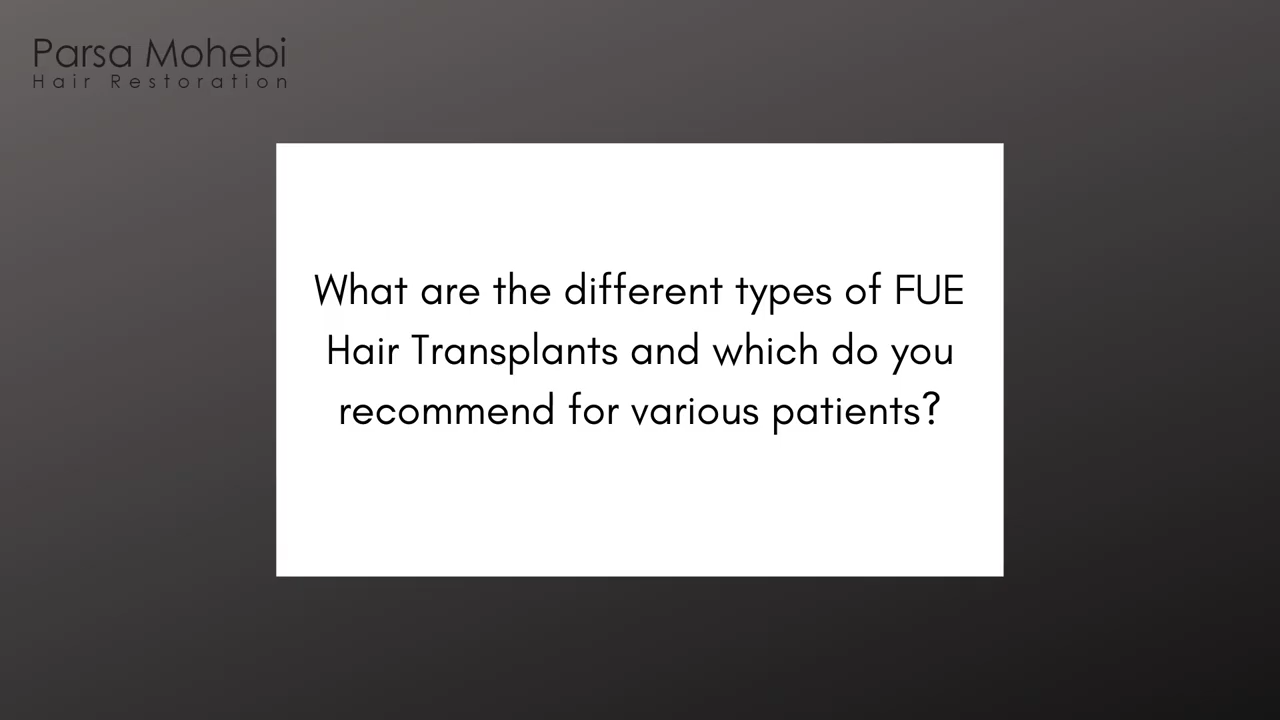 Parsa Mohebi
Hair Restoration
What are the different types of FUE
Hair Transplants and which do you
recommend for various patients?